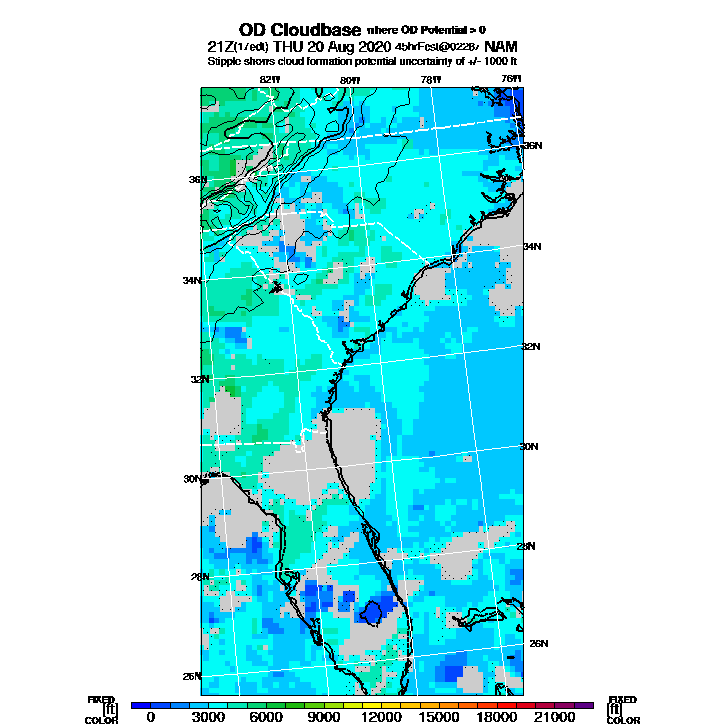 OD Cloudbase where OD Potential > 0
21Z(17edt) THU 20 Aug 2020 45hrFcst@0228z NAM
Stipple shows cloud formation potential uncertainty of +/- 1000 ft
82W 80W 78W 76W
36N
36N
34N
34N
32N
32N
30N
30N
28N
28N
26N
26N
FIXED FIXED
[ft] [ft]
COLOR COLOR
0 3000 6000 9000 12000 15000 18000 21000